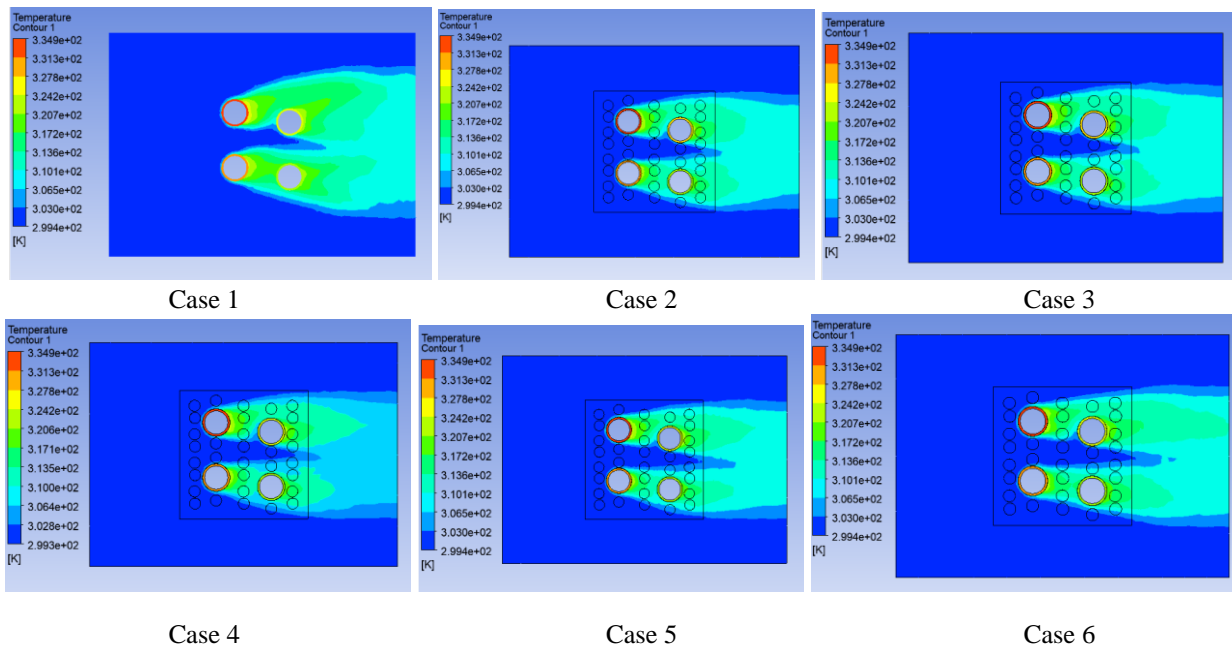 Temperature
Contour 1
3.349e+02
3.313e+02
3.278e+02
3.242e+02
3.207e+02
3.172e+02
3.136e+02
3.101e+02
3.065e+02
3.030e+02
2.994e+02
[K]
Case 1
Temperature
Contour 1
3.349e+02
3.313e+02
3.278e+02
3.242e+02
3.207e+02
3.172e+02
3.136e+02
3.101e+02
3.065e+02
3.030e+02
2.994e+02
[K]
Case 2
Temperature
Contour 1
3.349e+02
3.313e+02
3.278e+02
3.242e+02
3.207e+02
3.172e+02
3.136e+02
3.101e+02
3.065e+02
3.030e+02
2.994e+02
[K]
Case 3
Temperature
Contour 1
3.349e+02
3.313e+02
3.278e+02
3.242e+02
3.206e+02
3.171e+02
3.135e+02
3.100e+02
3.064e+02
3.028e+02
2.993e+02
[K]
Case 4
Temperature
Contour 1
3.349e+02
3.313e+02
3.278e+02
3.242e+02
3.207e+02
3.172e+02
3.136e+02
3.101e+02
3.065e+02
3.030e+02
2.994e+02
[K]
Case 5
Temperature
Contour 1
3.349e+02
3.313e+02
3.278e+02
3.242e+02
3.207e+02
3.172e+02
3.136e+02
3.101e+02
3.065e+02
3.030e+02
2.994e+02
[K]
Case 6